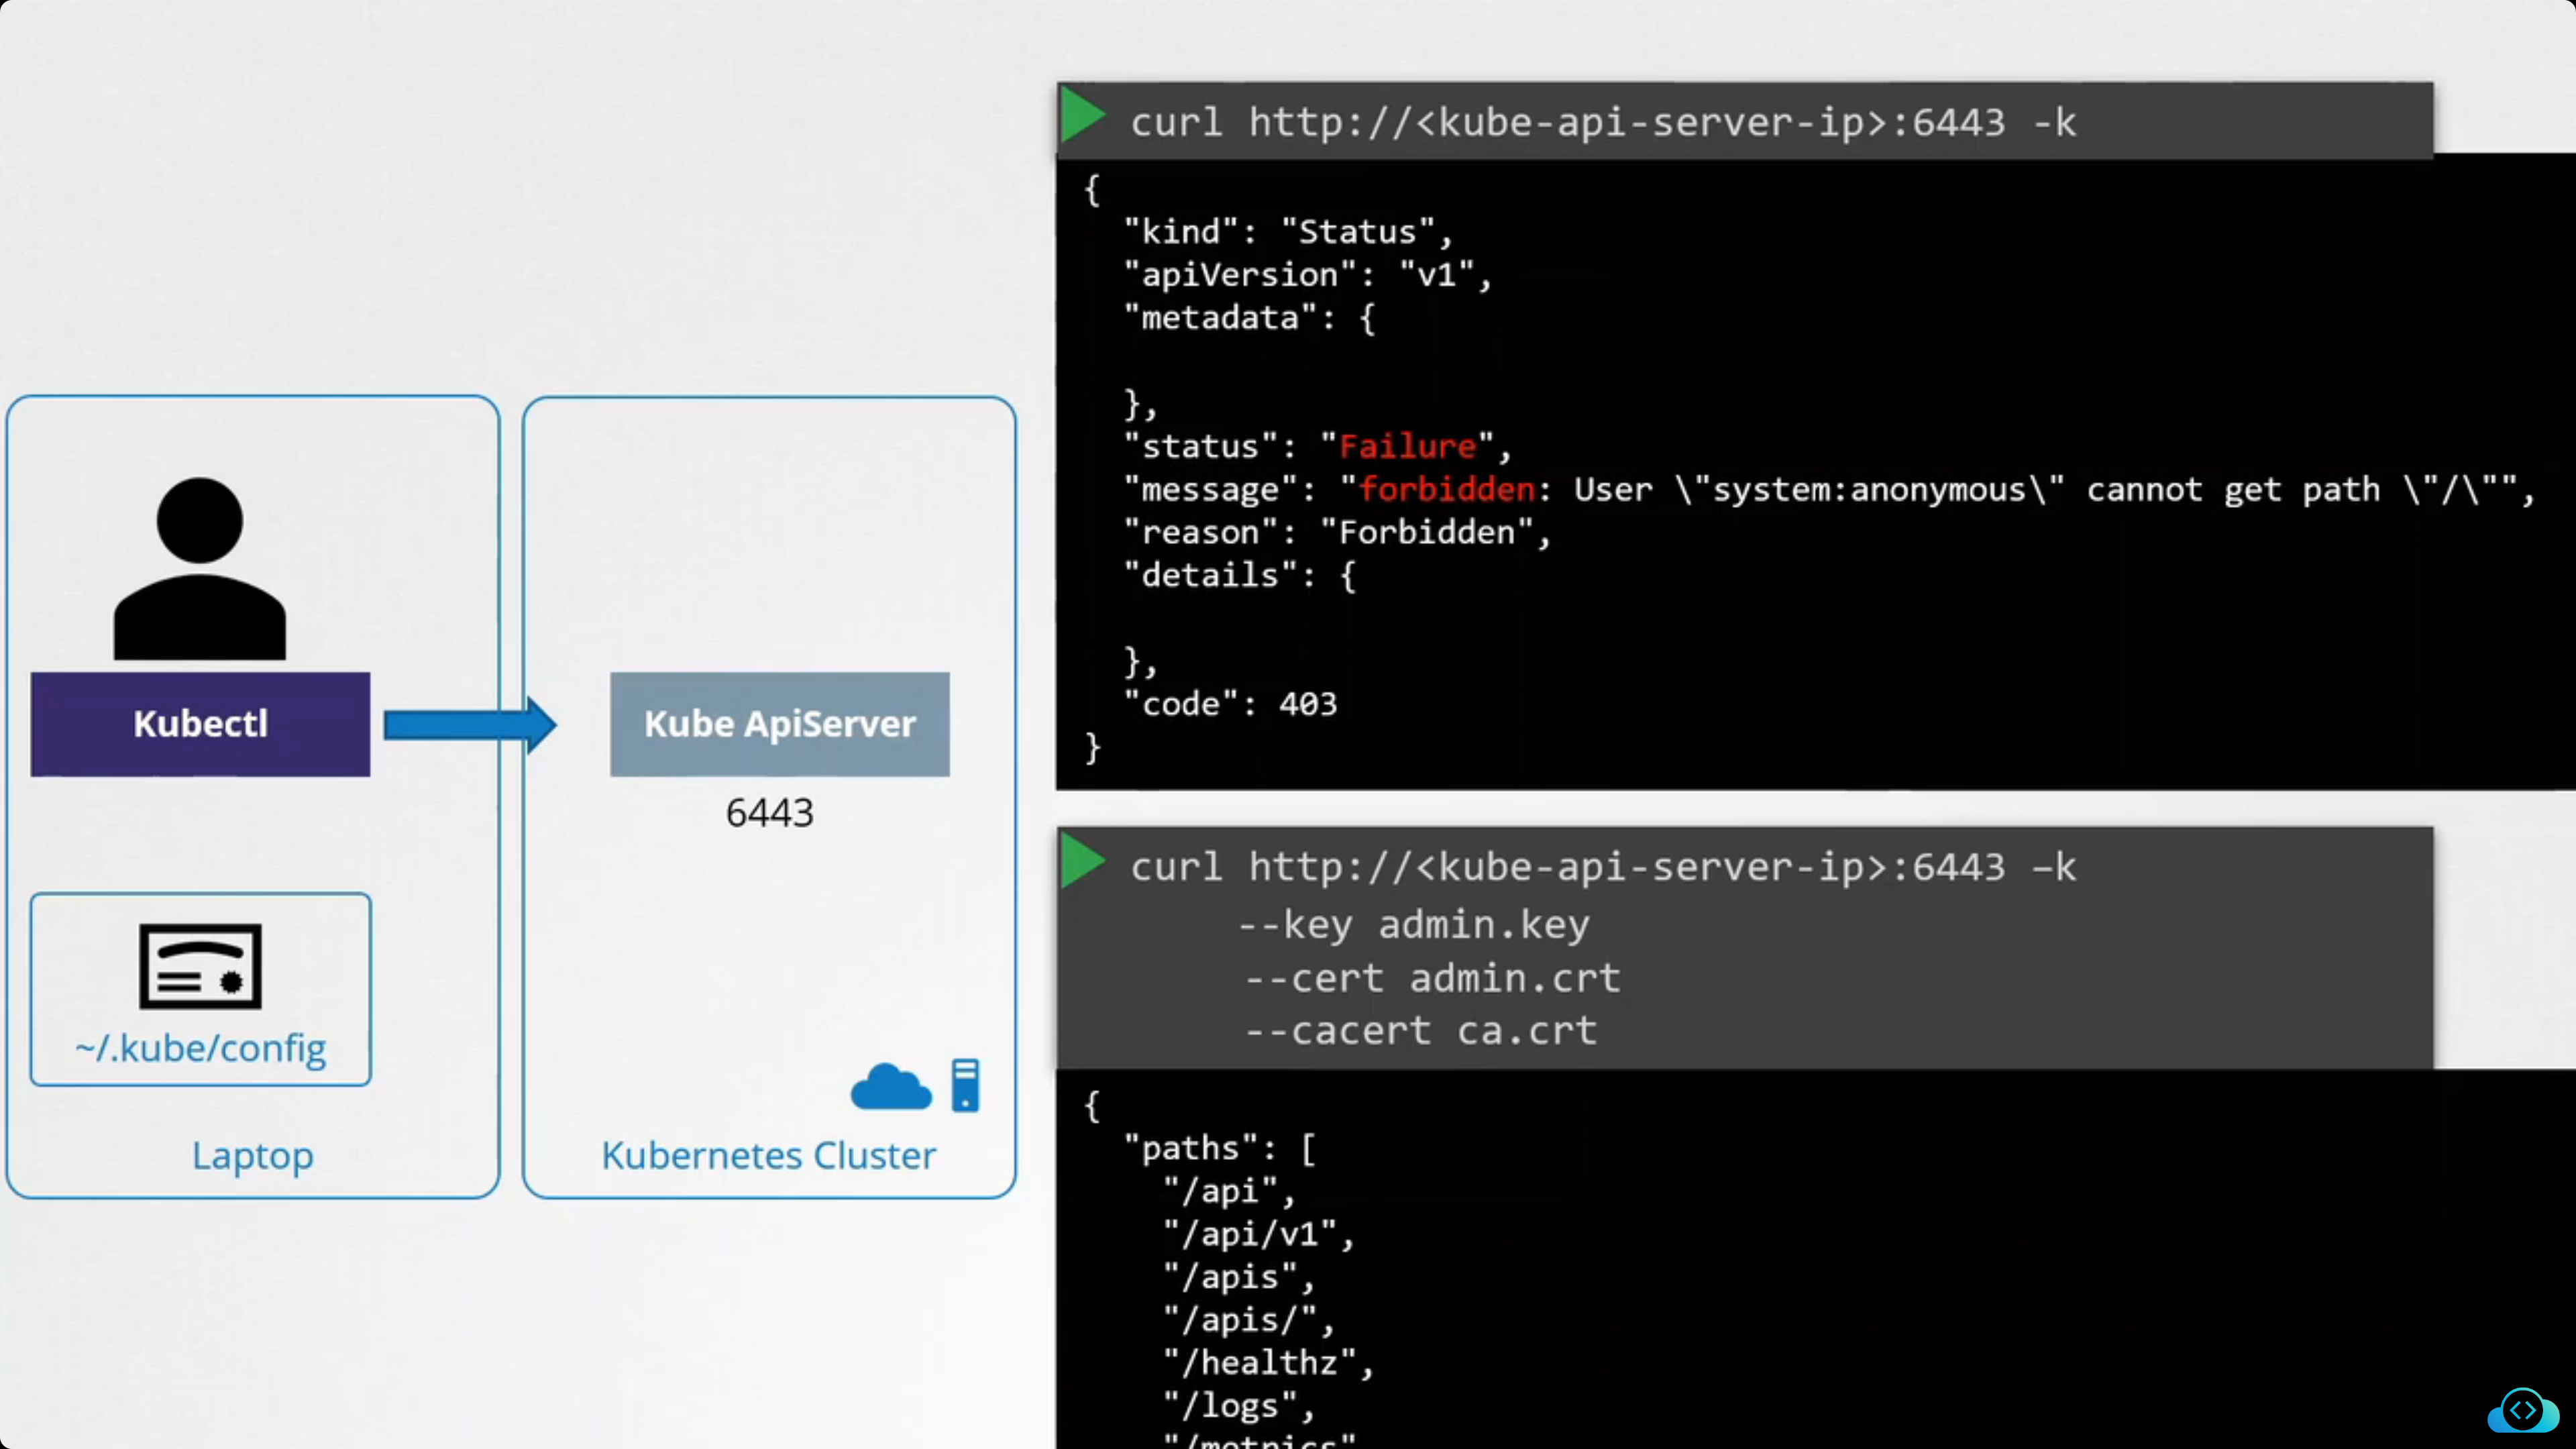 Kubectl
Kube ApiServer
6443
~/.kube/config
Laptop
Kubernetes Cluster
curl http://<kube-api-server-ip>:6443 -k
{
"kind": "Status",
"apiVersion": "v1",
"metadata": {
},
"status": "Failure",
"message": "forbidden: User \"system:anonymous\" cannot get path \"/\"",
"reason": "Forbidden",
"details": {
},
"code": 403
}
curl http://<kube-api-server-ip>:6443 –k
--key admin.key
--cert admin.crt
--cacert ca.crt
{
"paths": [
"/api",
"/api/v1",
"/apis",
"/apis/",
"/healthz",
"/logs",
"/metrics"